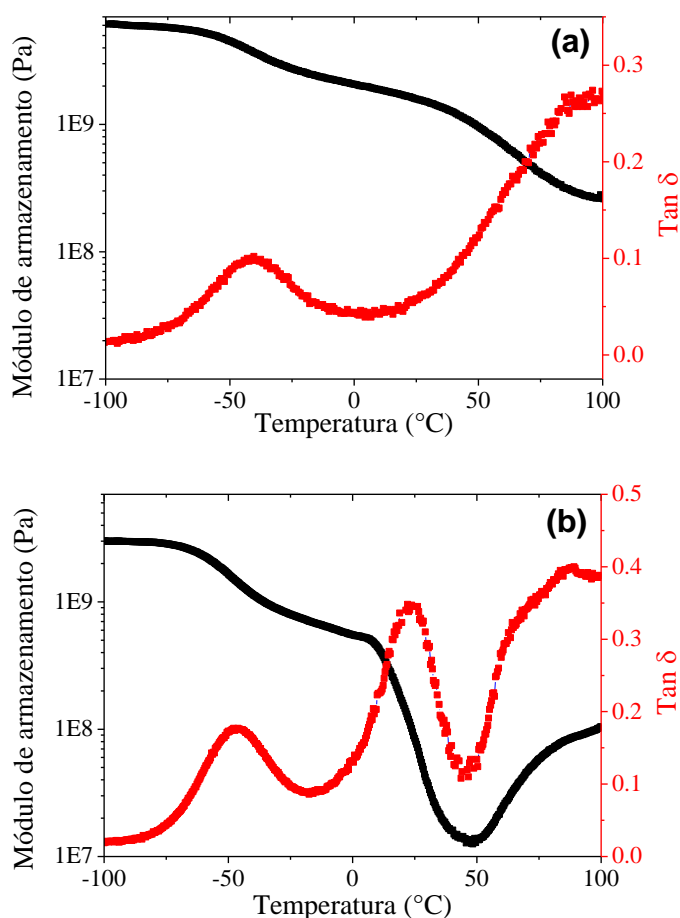 (a)
Módulo de armazenamento (Pa)
1E9
1E8
1E7
-100
-50
0
50
100
Temperatura (°C)
0.3
0.2
0.1
0.0
Tan δ
(b)
Módulo de armazenamento (Pa)
1E9
1E8
1E7
-100
-50
0
50
100
Temperatura (°C)
0.5
0.4
0.3
0.2
0.1
0.0
Tan δ